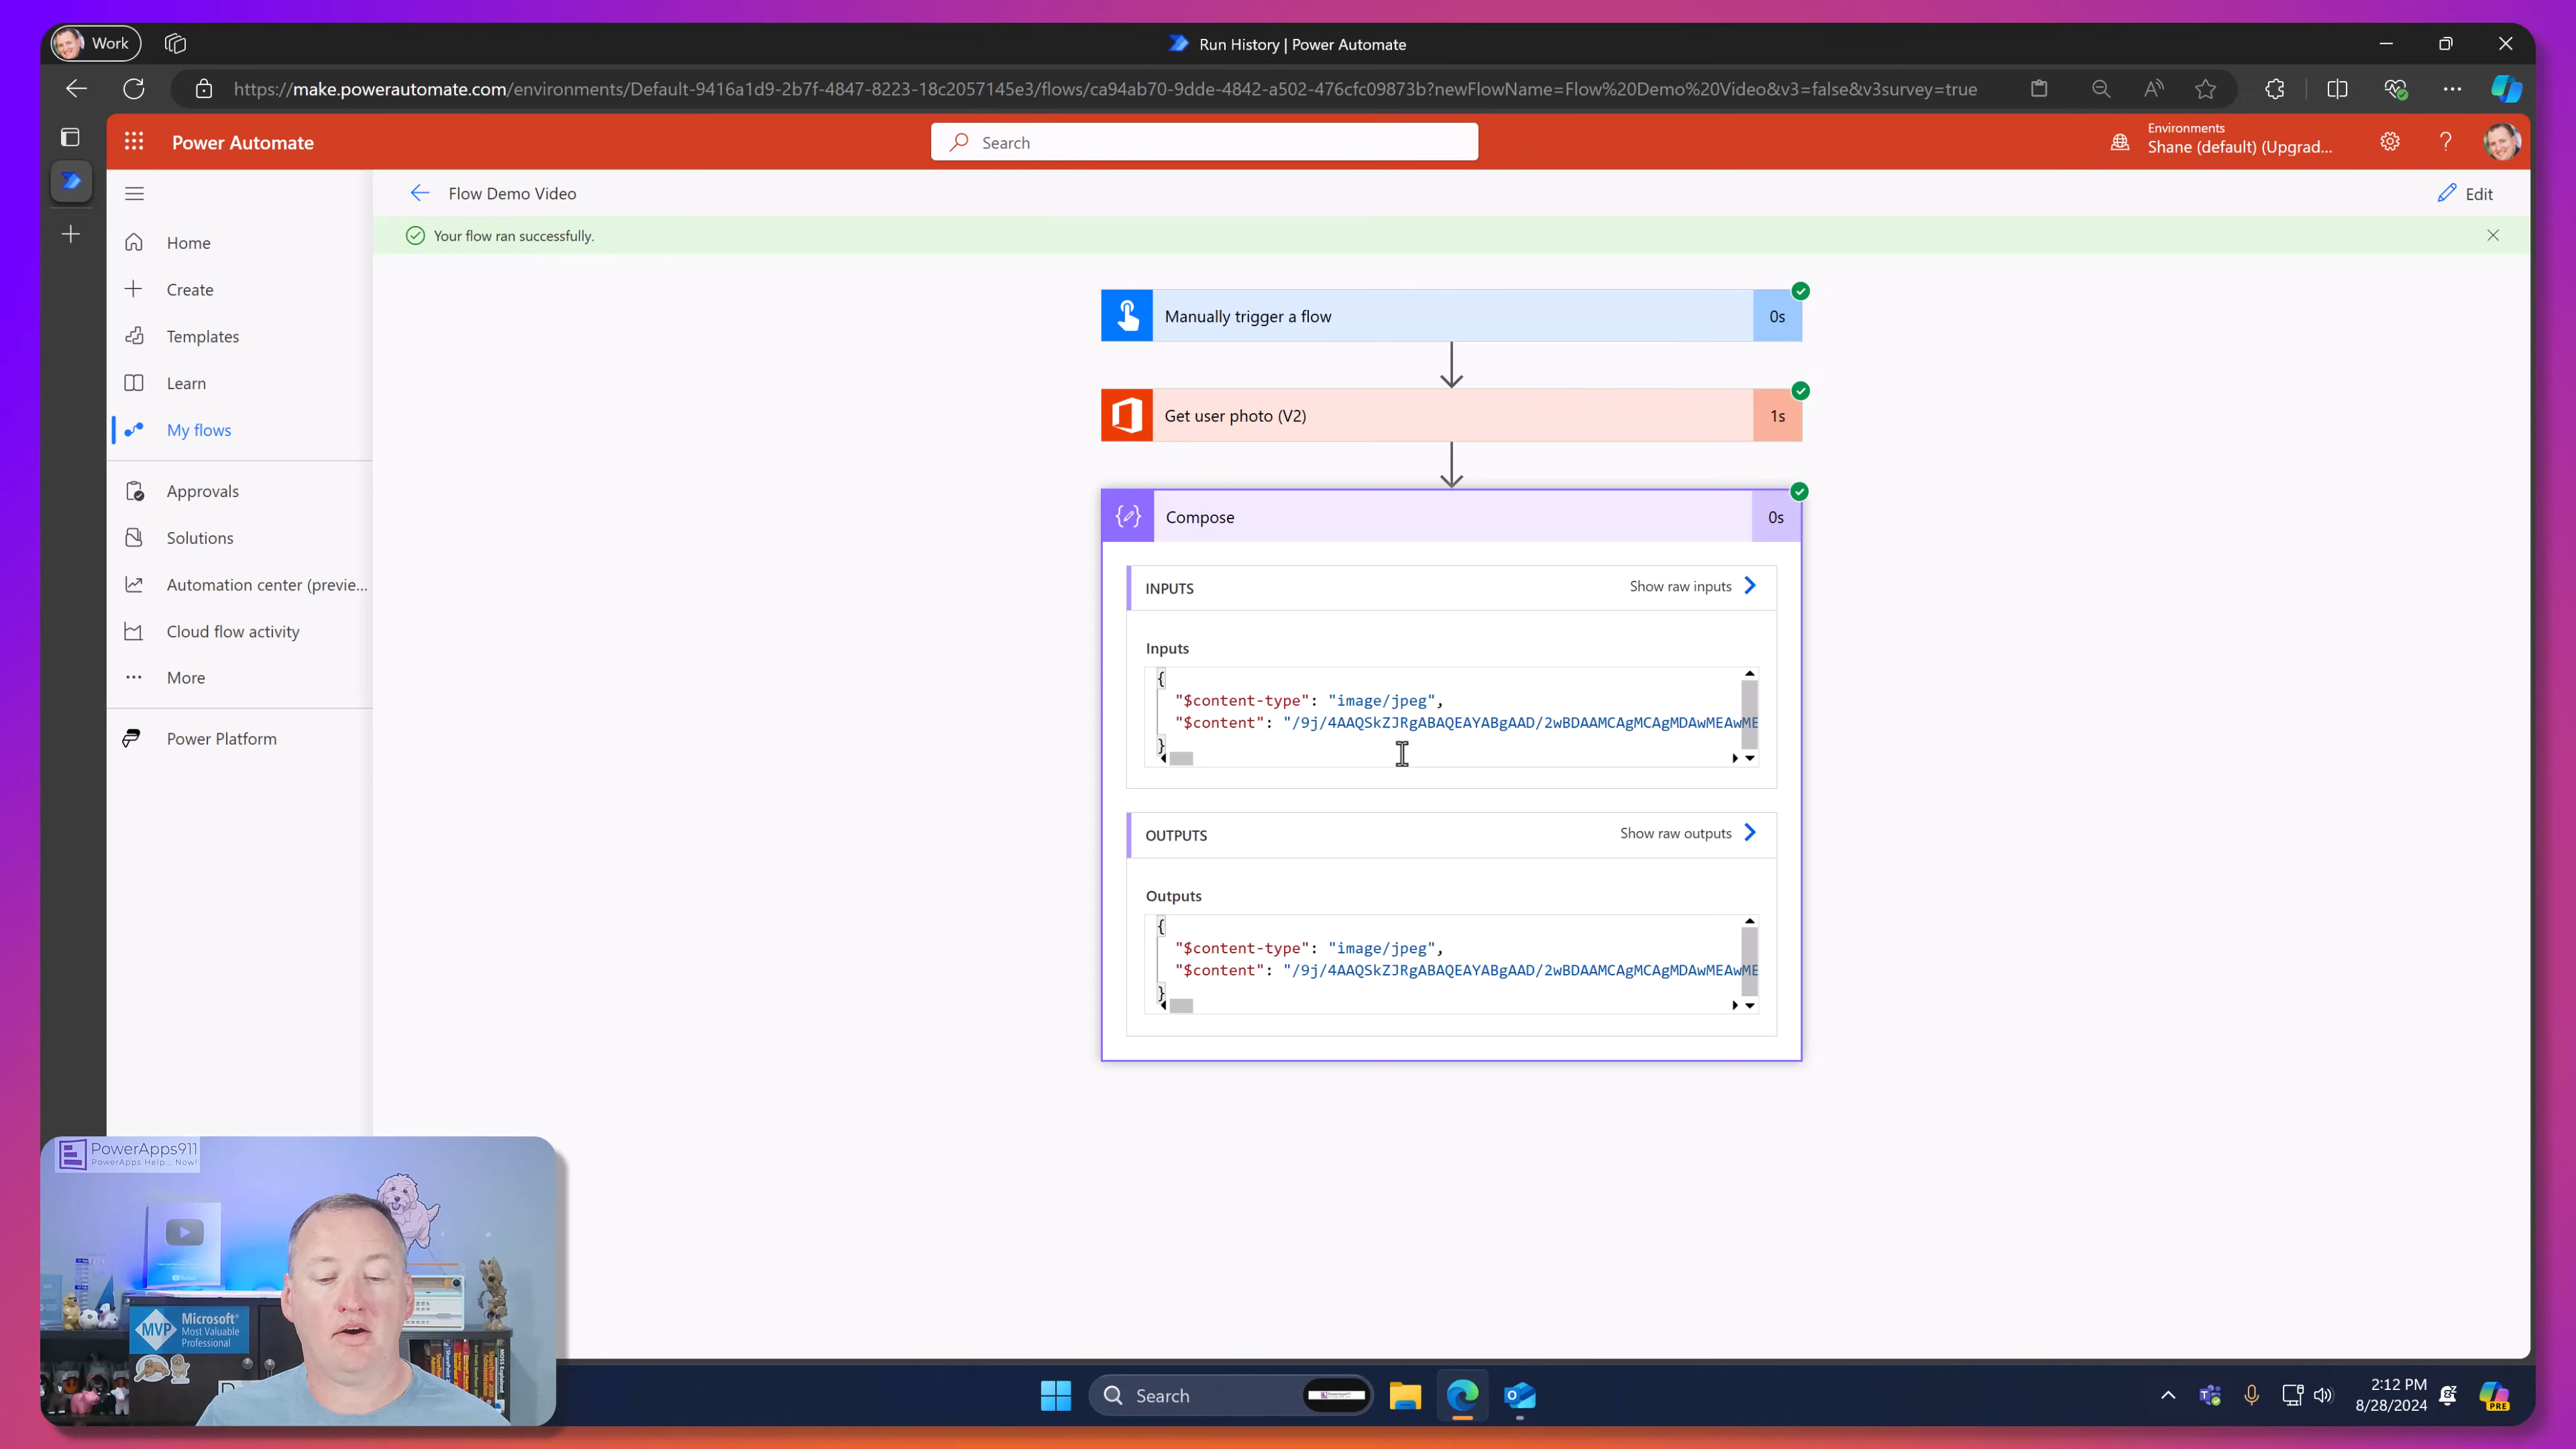 Work
Run History | Power Automate
https://make.powerautomate.com/environments/Default-9416a1d9-2b7f-4847-8223-18c2057145e3/flows/ca94ab70-9dde-4842-a502-476cfc09873b?newFlowName=Flow%20Demo%20Video&v3=false&v3survey=true
Power Automate
Search
Environments
Shane (default) (Upgrad...
Flow Demo Video
Edit
Your flow ran successfully.
Home
Create
Templates
Learn
My flows
Approvals
Solutions
Automation center (previe...
Cloud flow activity
More
Power Platform
Manually trigger a flow
0s
Get user photo (V2)
1s
Compose
0s
INPUTS
Show raw inputs
Inputs
{
"$content-type": "image/jpeg",
"$content": "/9j/4AAQSkZJRgABAQEAYABgAAD/2wBDAAMCAgMCAgMDAwMEAwME
}
OUTPUTS
Show raw outputs
Outputs
{
"$content-type": "image/jpeg",
"$content": "/9j/4AAQSkZJRgABAQEAYABgAAD/2wBDAAMCAgMCAgMDAwMEAwME
}
PowerApps911
PowerApps Help... Now!
MVP
Microsoft
Most Valuable
Professional
Search
2:12 PM
8/28/2024
PRE